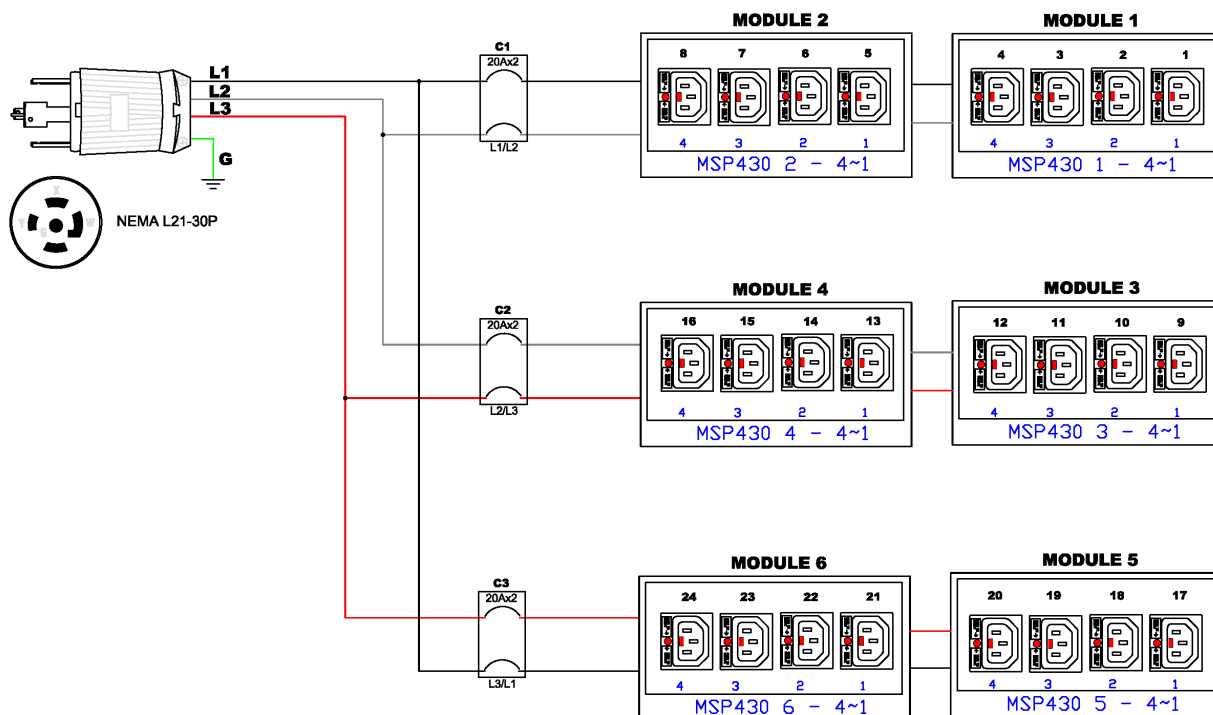 MODULE 2
MODULE 1
C1
20Ax2
8 7 6 5
4 3 2 1
L1
L2
L3
G
L1/L2
4 3 2 1
4 3 2 1
MSP430 2 - 4~1
MSP430 1 - 4~1
X
Y
W
G
NEMA L21-30P
MODULE 4
MODULE 3
C2
20Ax2
16 15 14 13
12 11 10 9
L2/L3
4 3 2 1
4 3 2 1
MSP430 4 - 4~1
MSP430 3 - 4~1
MODULE 6
MODULE 5
C3
20Ax2
24 23 22 21
20 19 18 17
L3/L1
4 3 2 1
4 3 2 1
MSP430 6 - 4~1
MSP430 5 - 4~1